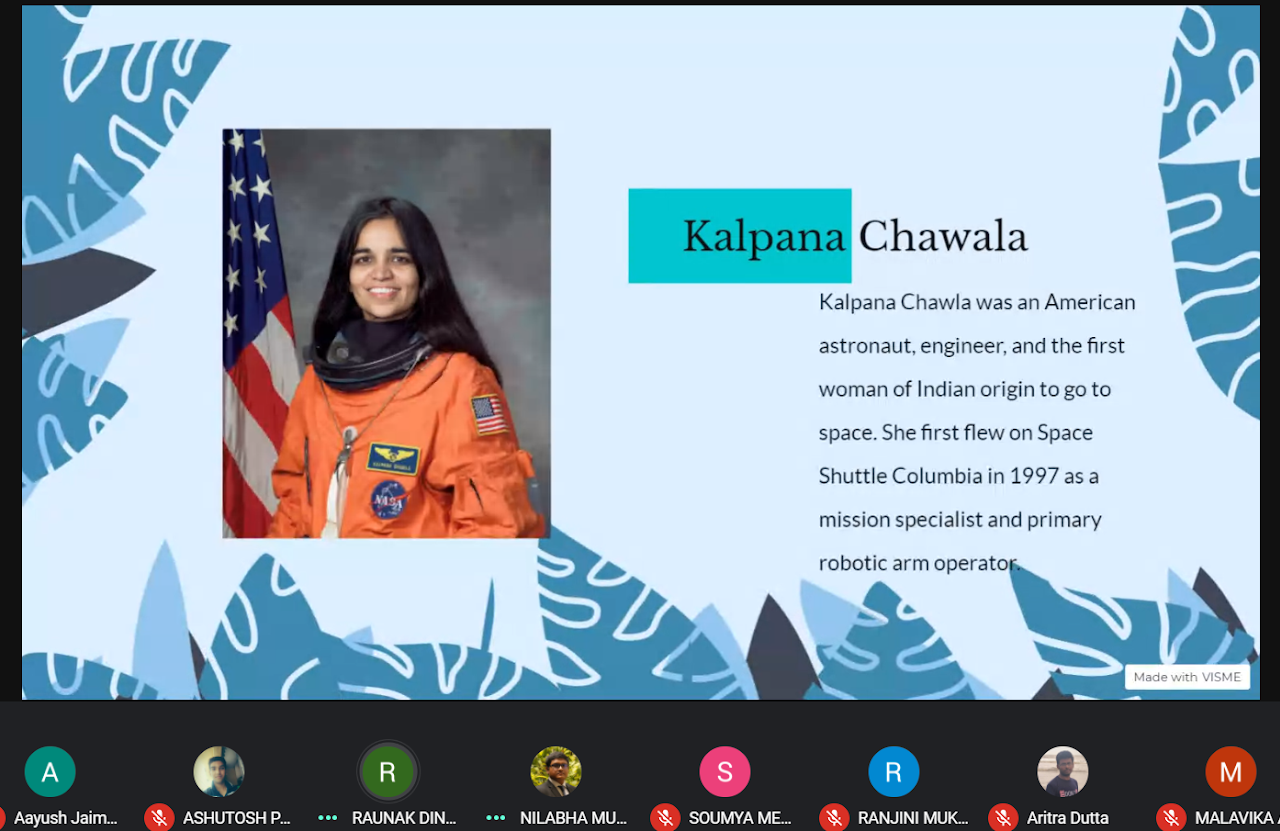 Kalpana Chawala
Kalpana Chawla was an American
astronaut, engineer, and the first
woman of Indian origin to go to
space. She first flew on Space
Shuttle Columbia in 1997 as a
mission specialist and primary
robotic arm operator.
NASA
Made with VISME
A
R
S
R
M
Aayush Jaim...
ASHUTOSH P...
RAUNAK DIN...
NILABHA MU...
SOUMYA ME...
RANJINI MUK...
Aritra Dutta
MALAVIKA